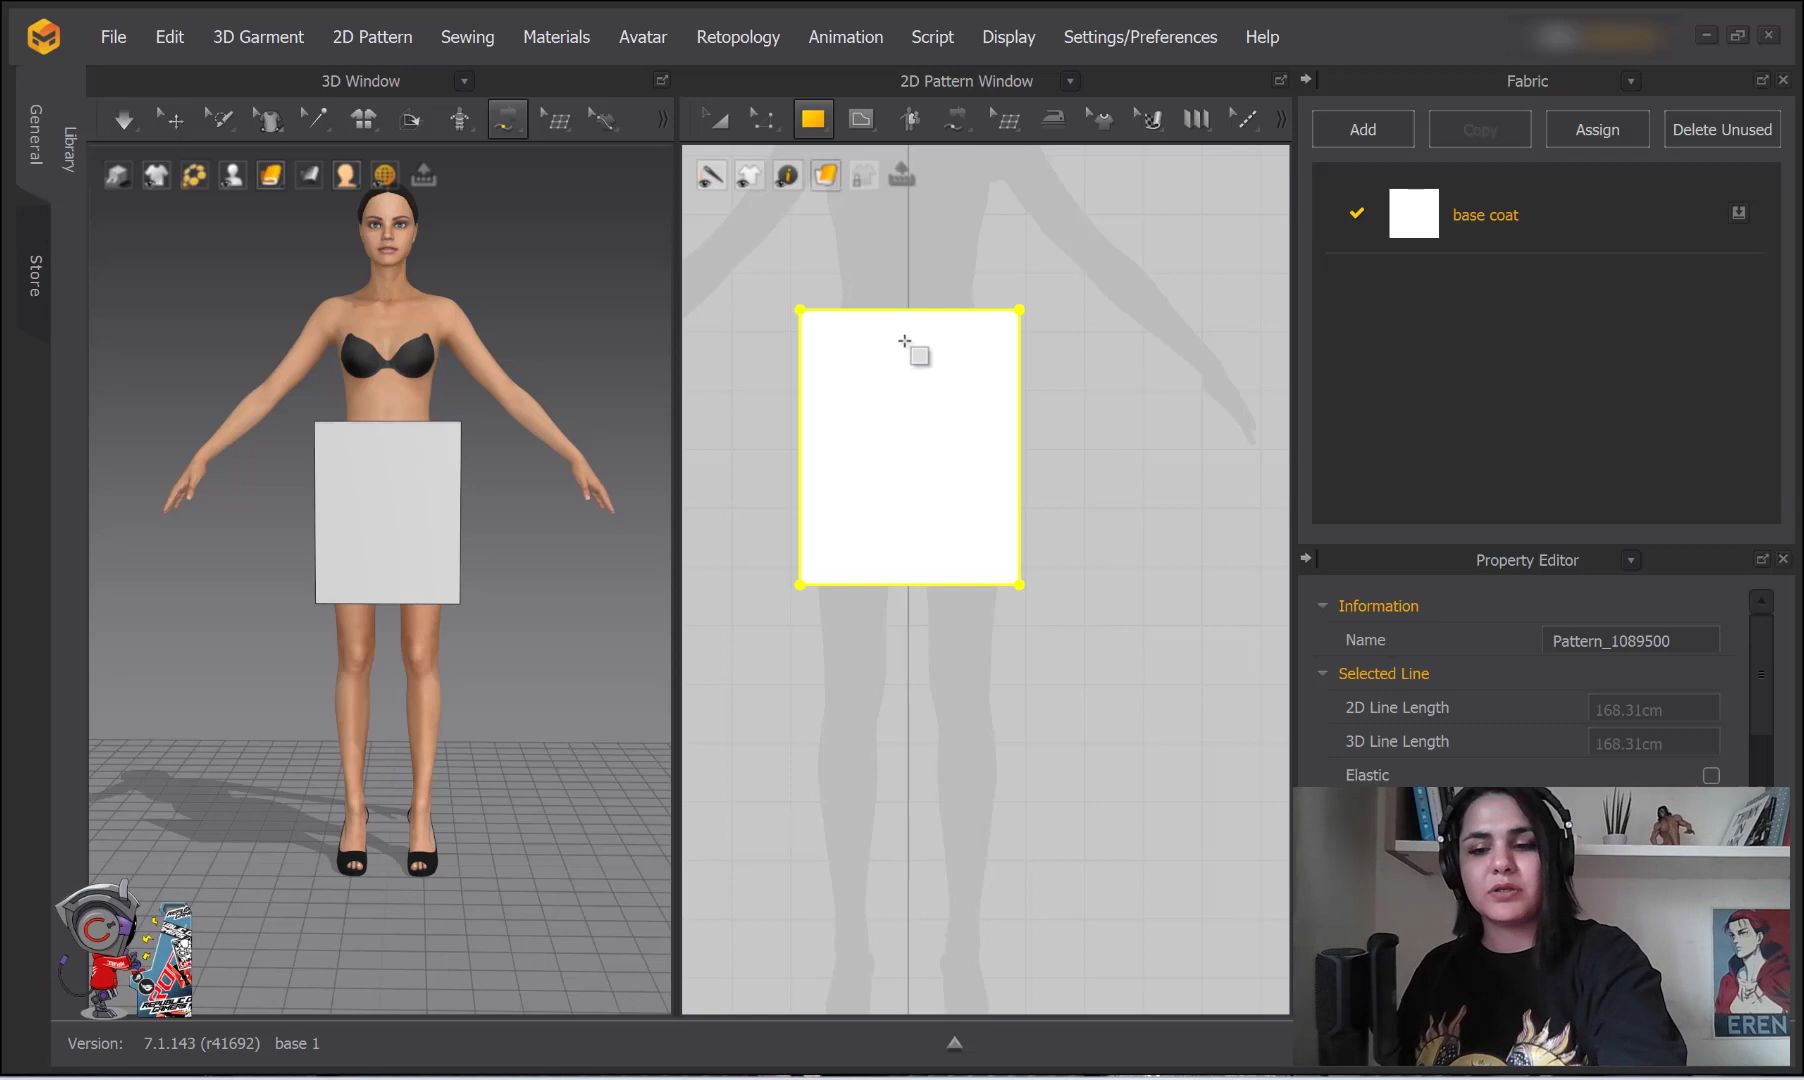 File Edit 3D Garment 2D Pattern Sewing Materials Avatar Retopology Animation Script Display Settings/Preferences Help
3D Window
2D Pattern Window
Fabric
General
Library
Store
Add Copy Assign Delete Unused
base coat
Property Editor
Information
Name Pattern_1089500
Selected Line
2D Line Length 168.31cm
3D Line Length 168.31cm
Elastic
EREN
Version: 7.1.143 (r41692) base 1